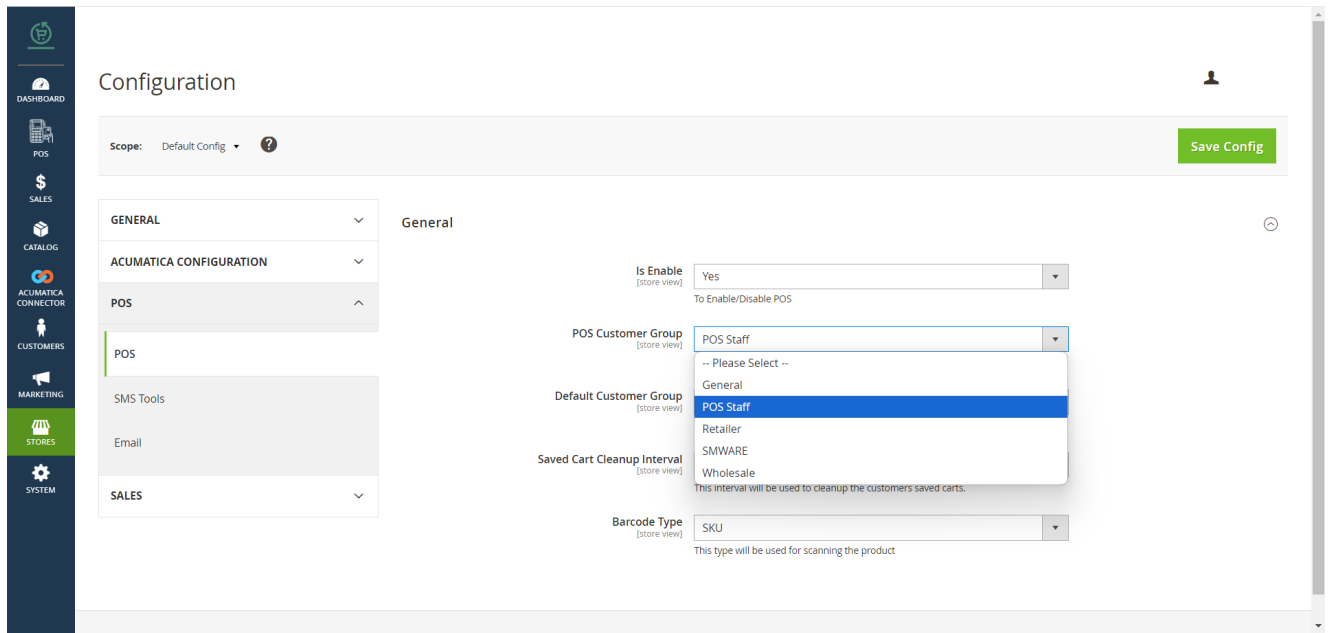 Configuration
DASHBOARD
POS
SALES
CATALOG
ACUMATICA
CONNECTOR
CUSTOMERS
MARKETING
STORES
SYSTEM
Scope: Default Config ?
Save Config
GENERAL
ACUMATICA CONFIGURATION
POS
POS
SMS Tools
Email
SALES
General
Is Enable
[store view]
Yes
To Enable/Disable POS
POS Customer Group
[store view]
POS Staff
-- Please Select --
General
POS Staff
Retailer
SMWARE
Wholesale
Default Customer Group
[store view]
Saved Cart Cleanup Interval
[store view]
This interval will be used to cleanup the customers saved carts.
Barcode Type
[store view]
SKU
This type will be used for scanning the product